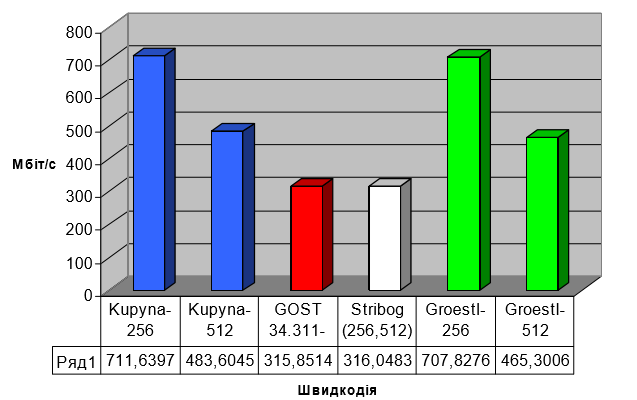 800
700
600
500
400
300
200
100
0
Мбіт/с
Kupyna- Kupyna- GOST Stribog Groestl- Groestl-
256 512 34.311- (256,512) 256 512
Ряд1 711,6397 483,6045 315,8514 316,0483 707,8276 465,3006
Швидкодія